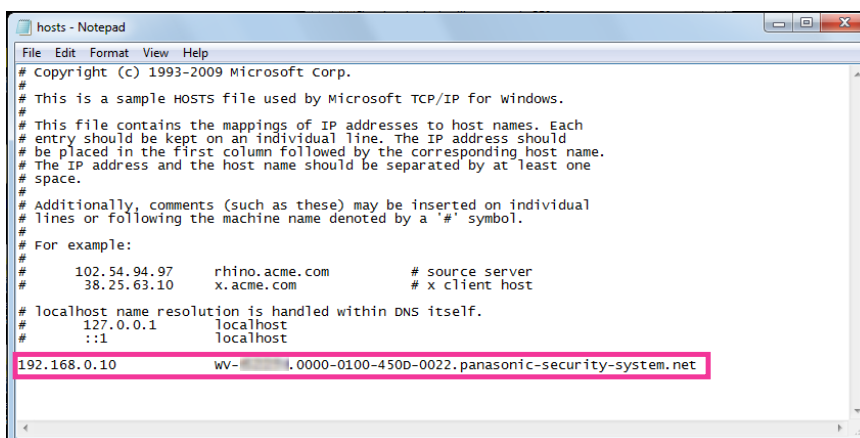 hosts - Notepad
File Edit Format View Help
# Copyright (c) 1993-2009 Microsoft Corp.
#
# This is a sample HOSTS file used by Microsoft TCP/IP for Windows.
#
# This file contains the mappings of IP addresses to host names. Each
# entry should be kept on an individual line. The IP address should
# be placed in the first column followed by the corresponding host name.
# The IP address and the host name should be separated by at least one
# space.
#
# Additionally, comments (such as these) may be inserted on individual
# lines or following the machine name denoted by a '#' symbol.
#
# For example:
#
# 102.54.94.97 rhino.acme.com # source server
# 38.25.63.10 x.acme.com # x client host

# localhost name resolution is handled within DNS itself.
# 127.0.0.1 localhost
# ::1 localhost

192.168.0.10 WV- .0000-0100-450D-0022.panasonic-security-system.net